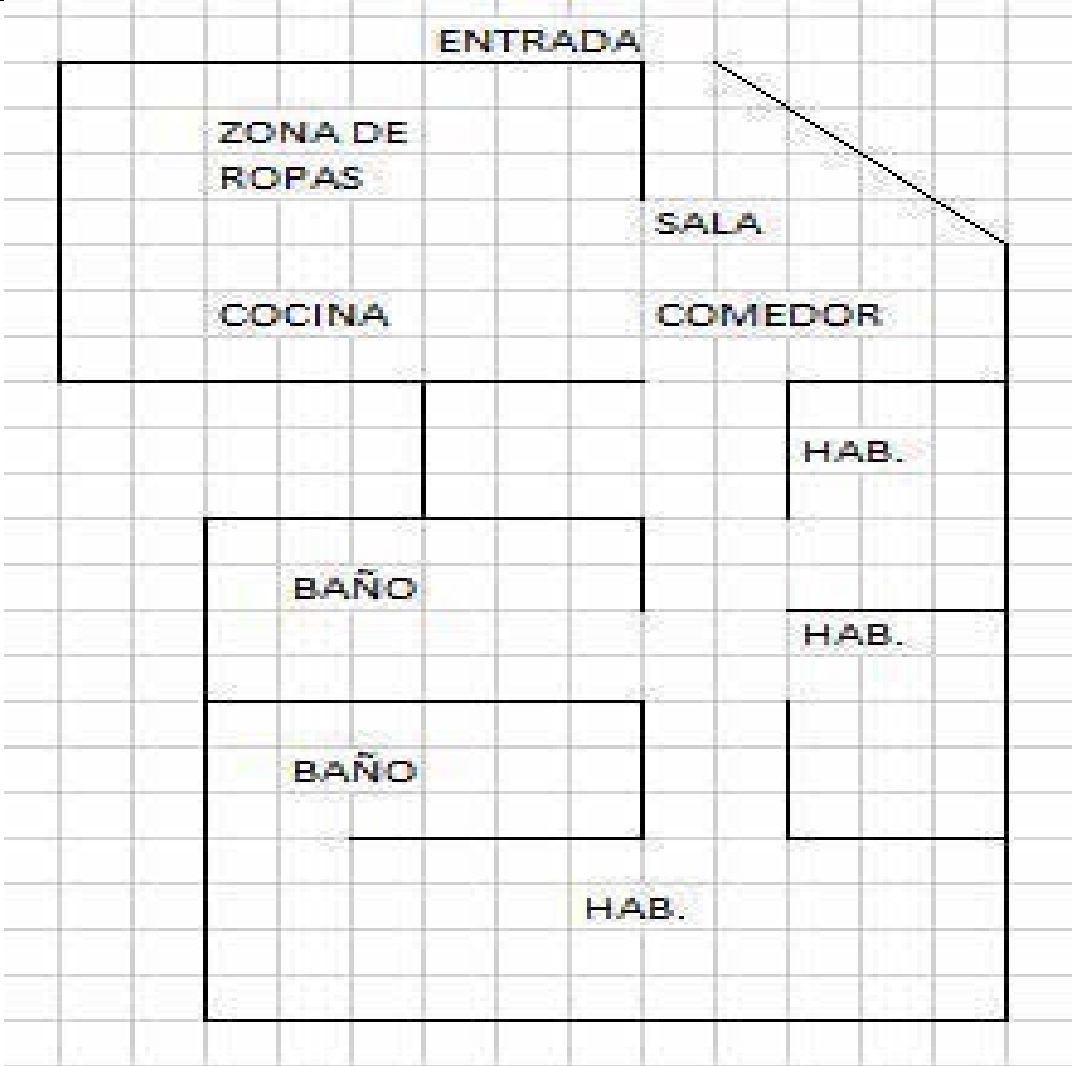 ENTRADA
ZONA DE
ROPAS
SALA
COCINA
COMEDOR
HAB.
BAÑO
HAB.
BAÑO
HAB.